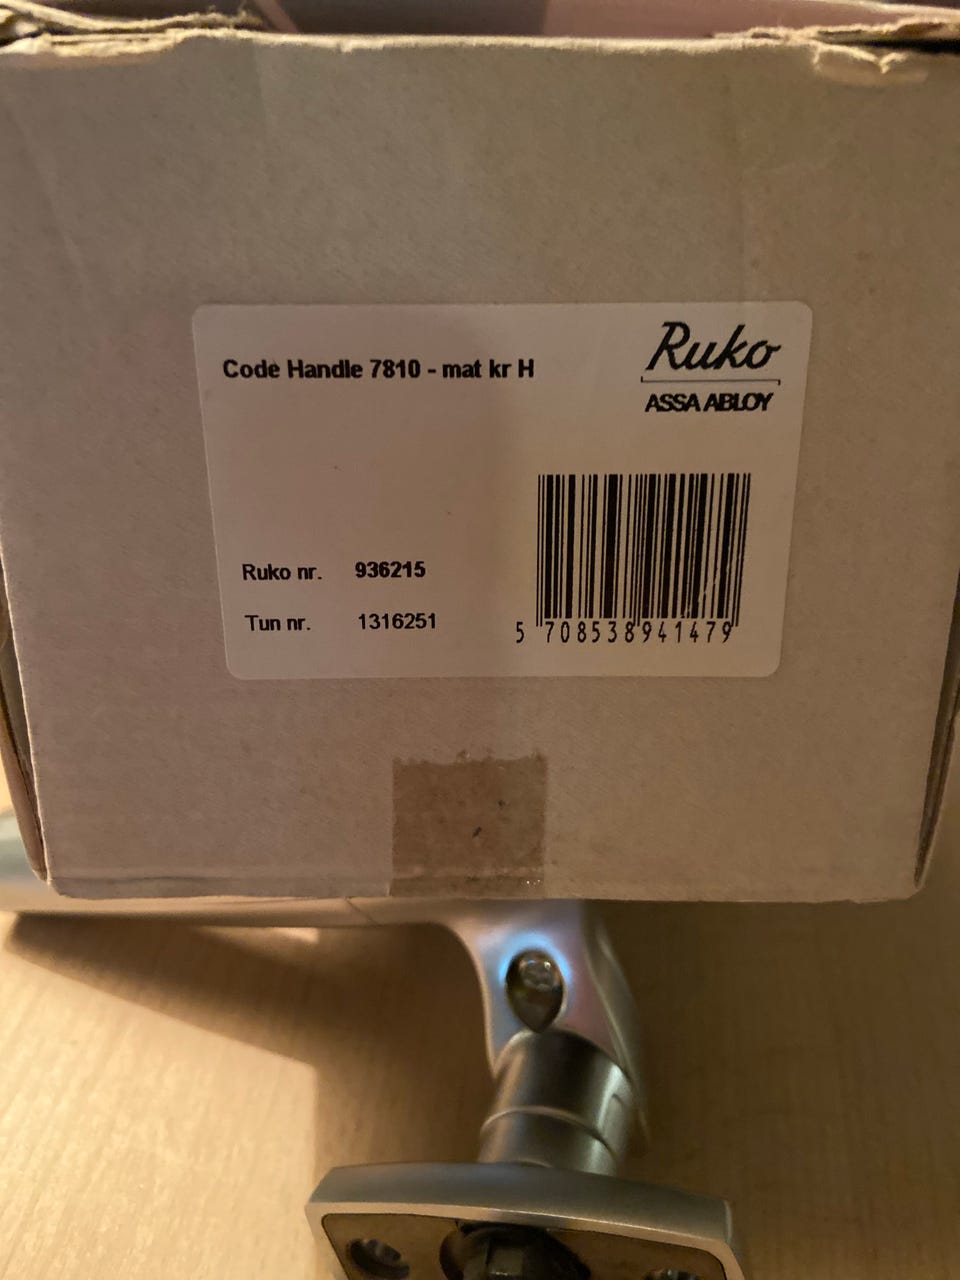 Code Handle 7810 - mat kr H
Ruko
ASSA ABLOY
Ruko nr. 936215
Tun nr. 1316251
5 708538 941479